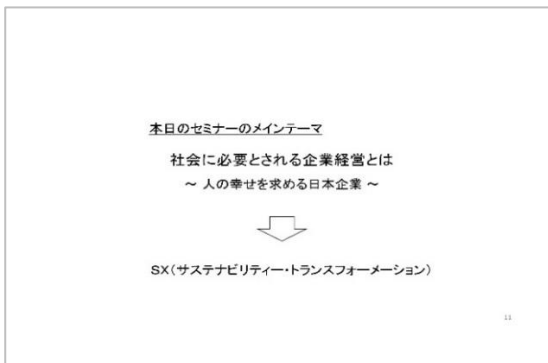 本日のセミナーのメインテーマ
社会に必要とされる企業経営とは
～ 人の幸せを求める日本企業 ～
SX(サステナビリティー・トランスフォーメーション)
11